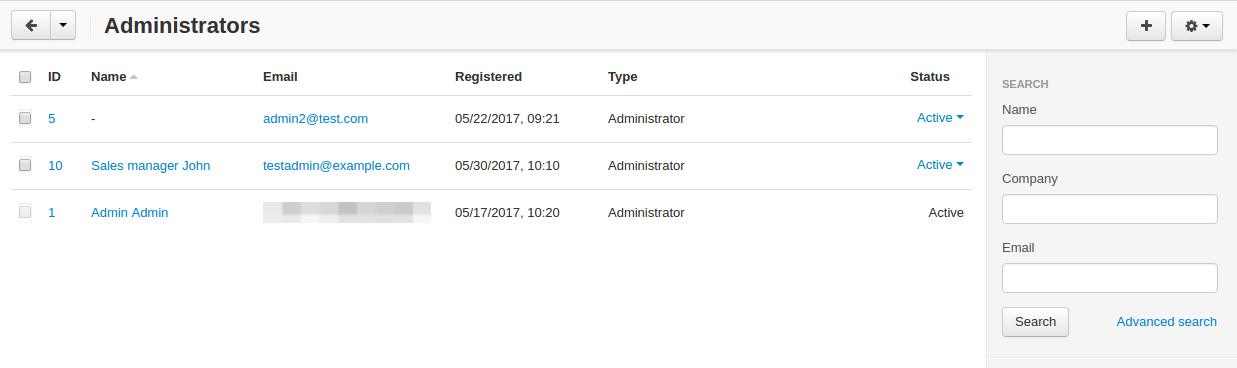 Administrators
ID Name Email Registered Type Status
5 - admin2@test.com 05/22/2017, 09:21 Administrator Active
10 Sales manager John testadmin@example.com 05/30/2017, 10:10 Administrator Active
1 Admin Admin 05/17/2017, 10:20 Administrator Active
SEARCH
Name
Company
Email
Search Advanced search